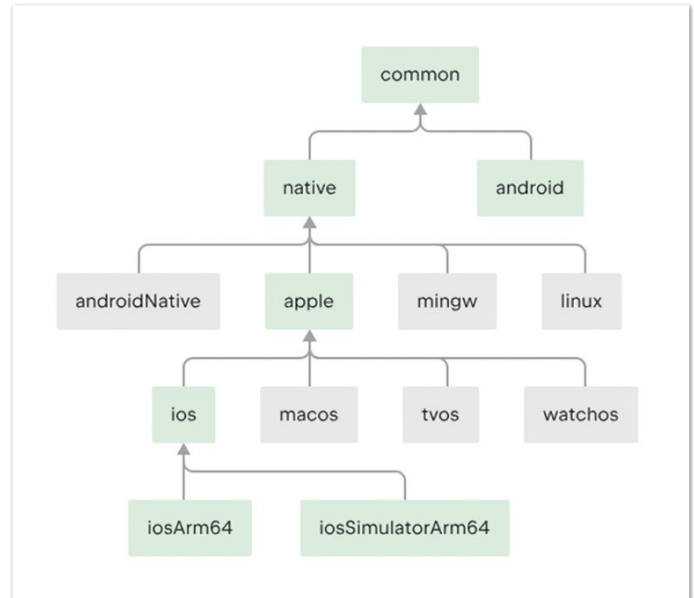 common
native
android
androidNative
apple
mingw
linux
ios
macos
tvos
watchos
iosArm64
iosSimulatorArm64